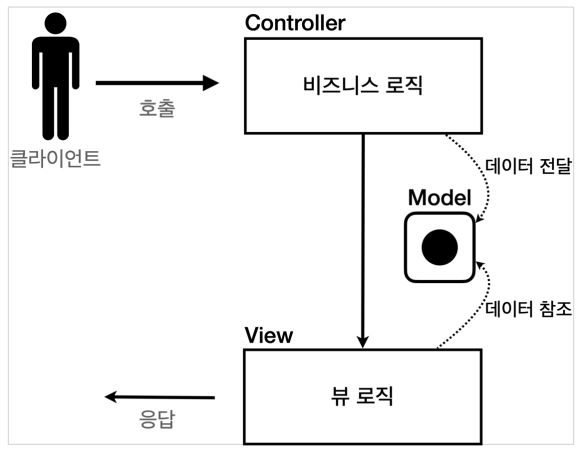 Controller
비즈니스 로직
호출
클라이언트
데이터 전달
Model
데이터 참조
View
뷰 로직
응답